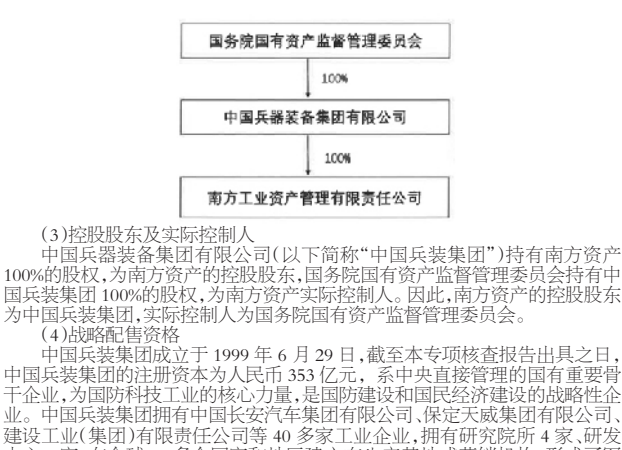 国务院国有资产监督管理委员会
100%
中国兵器装备集团有限公司
100%
南方工业资产管理有限责任公司
(3)控股股东及实际控制人
中国兵器装备集团有限公司(以下简称“中国兵装集团”)持有南方资产
100%的股权,为南方资产的控股股东,国务院国有资产监督管理委员会持有中
国兵装集团 100%的股权,为南方资产实际控制人。因此,南方资产的控股股东
为中国兵装集团,实际控制人为国务院国有资产监督管理委员会。
(4)战略配售资格
中国兵装集团成立于 1999 年 6 月 29 日,截至本专项核查报告出具之日,
中国兵装集团的注册资本为人民币 353 亿元，系中央直接管理的国有重要骨
干企业,为国防科技工业的核心力量,是国防建设和国民经济建设的战略性企
业。中国兵装集团拥有中国长安汽车集团有限公司、保定天威集团有限公司、
建设工业(集团)有限责任公司等 40 多家工业企业,拥有研究院所 4 家、研发